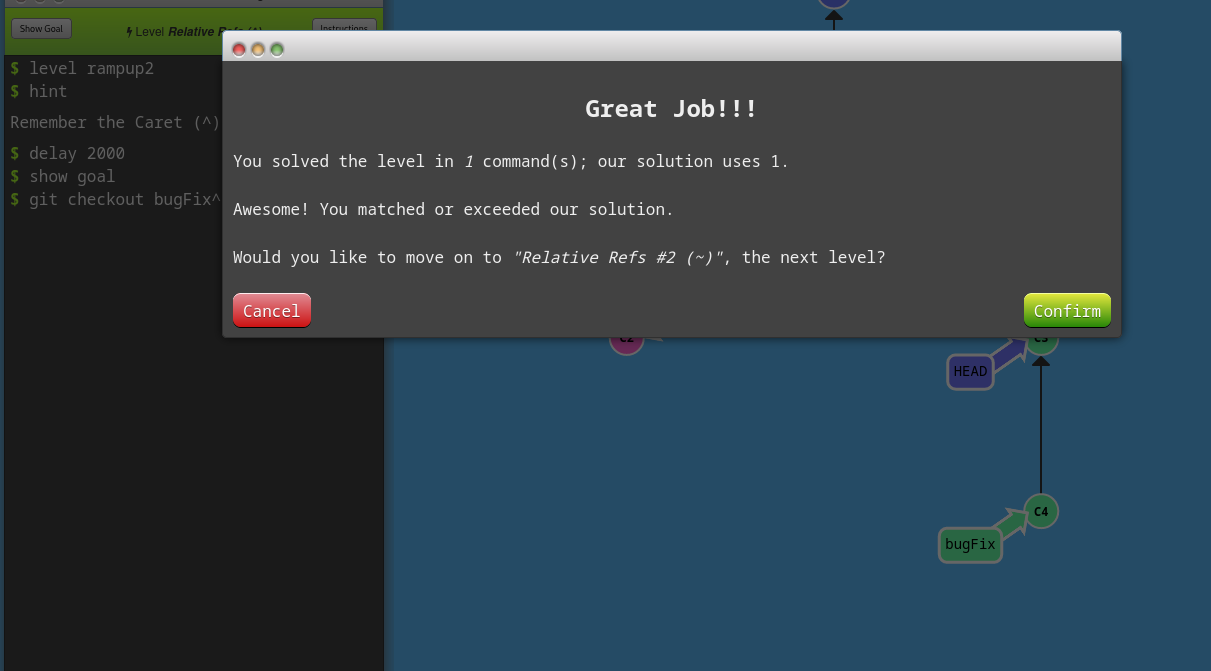 Show Goal
Level Relative Refs (^)
Instructions
$ level rampup2
$ hint
Remember the Caret (^)
$ delay 2000
$ show goal
$ git checkout bugFix^
Great Job!!!
You solved the level in 1 command(s); our solution uses 1.
Awesome! You matched or exceeded our solution.
Would you like to move on to "Relative Refs #2 (~)", the next level?
Cancel
Confirm
C2
C3
HEAD
C4
bugFix